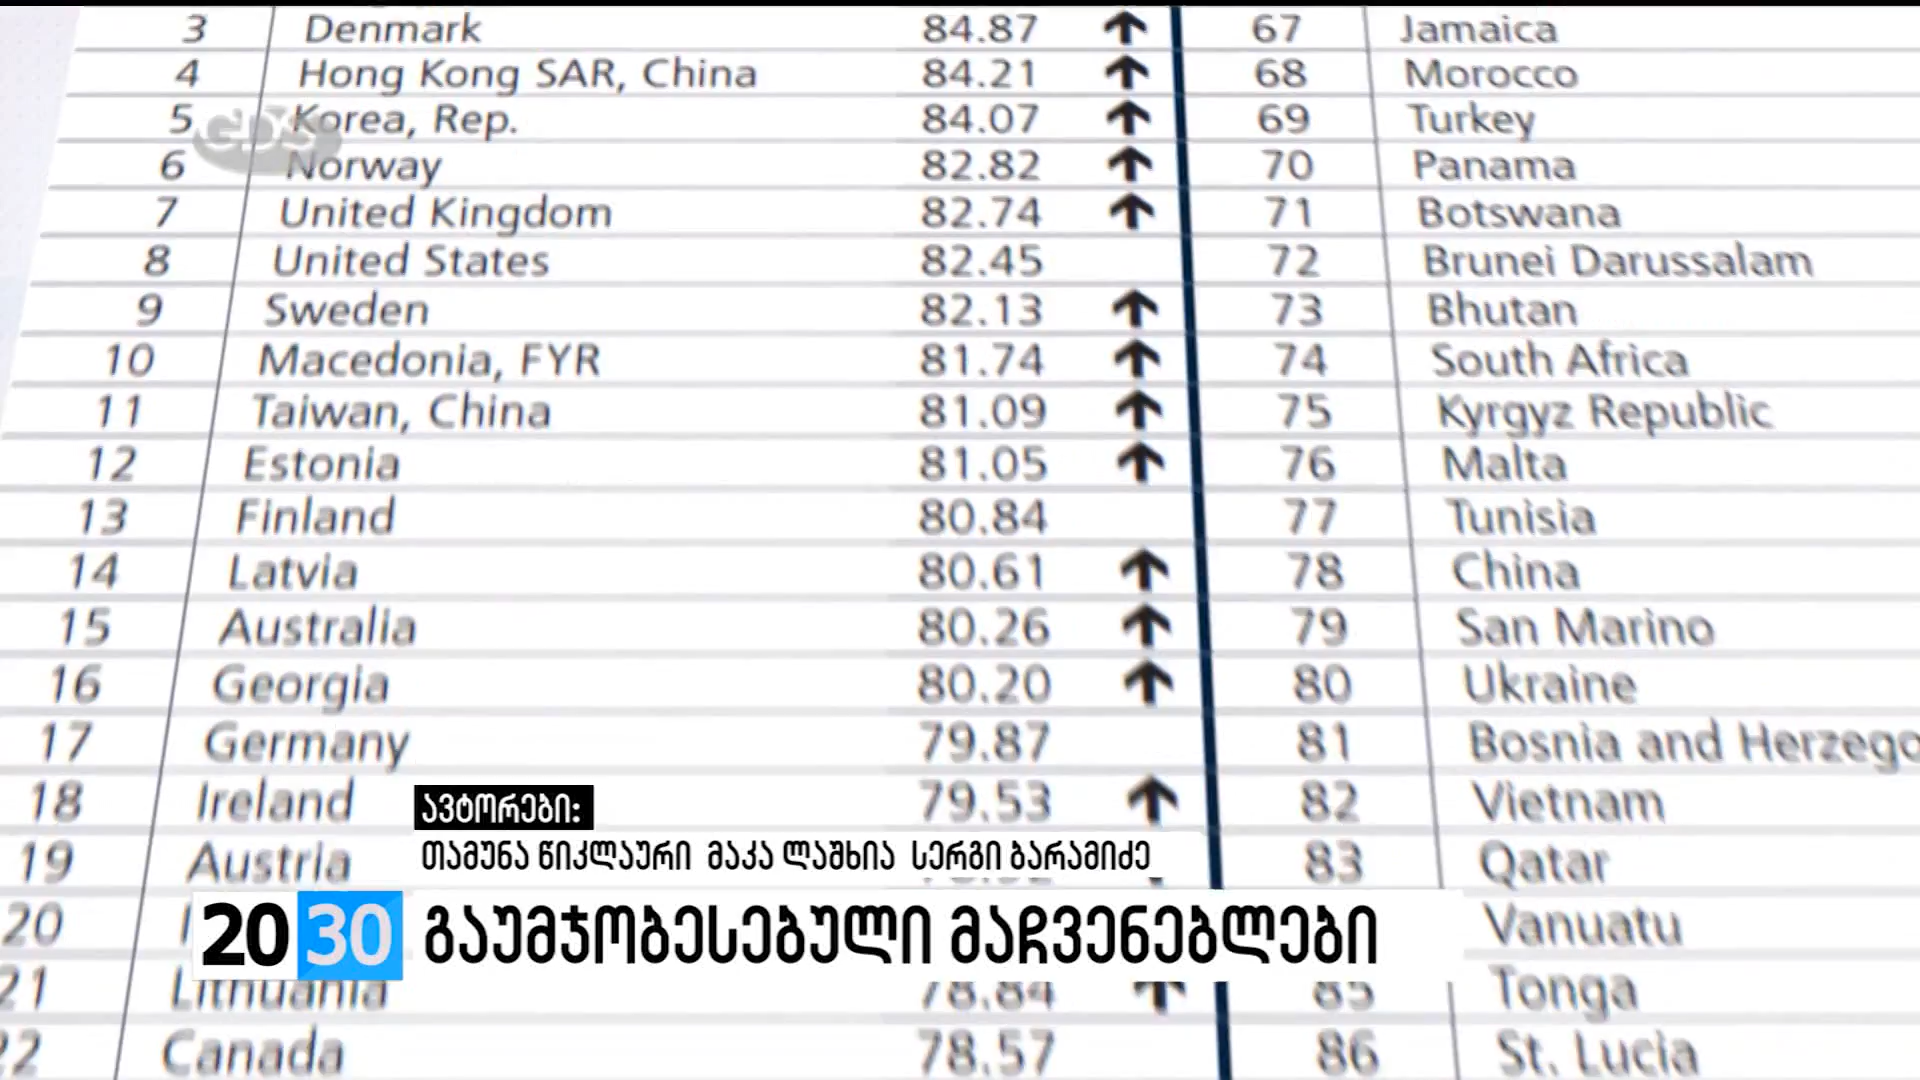 3 Denmark 84.87 67 Jamaica
4 Hong Kong SAR, China 84.21 68 Morocco
5 Korea, Rep. 84.07 69 Turkey
GDS
6 Norway 82.82 70 Panama
7 United Kingdom 82.74 71 Botswana
8 United States 82.45 72 Brunei Darussalam
9 Sweden 82.13 73 Bhutan
10 Macedonia, FYR 81.74 74 South Africa
11 Taiwan, China 81.09 75 Kyrgyz Republic
12 Estonia 81.05 76 Malta
13 Finland 80.84 77 Tunisia
14 Latvia 80.61 78 China
15 Australia 80.26 79 San Marino
16 Georgia 80.20 80 Ukraine
17 Germany 79.87 81 Bosnia and Herzego
18 Ireland 79.53 82 Vietnam
ავტორები:
19 Austria 83 Qatar
თამუნა წიკლაური მაკა ლაშხია სერგი ბარამიძე
20 Vanuatu
20 30 გაუმჯობესებული მაჩვენებლები
21 Lithuania 78.84 85 Tonga
22 Canada 78.57 86 St. Lucia